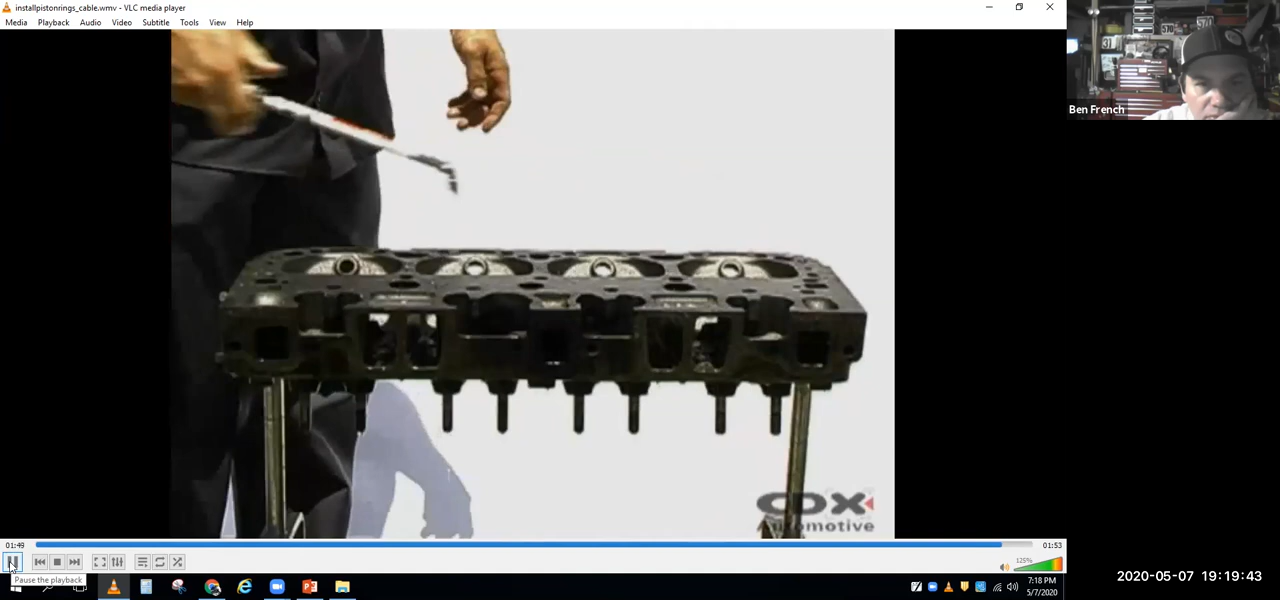 installpistonrings_cable.wmv - VLC media player
Media Playback Audio Video Subtitle Tools View Help
Ben French
CDX
Automotive
01:49
01:53
125%
Pause the playback
7:18 PM
5/7/2020
2020-05-07 19:19:43